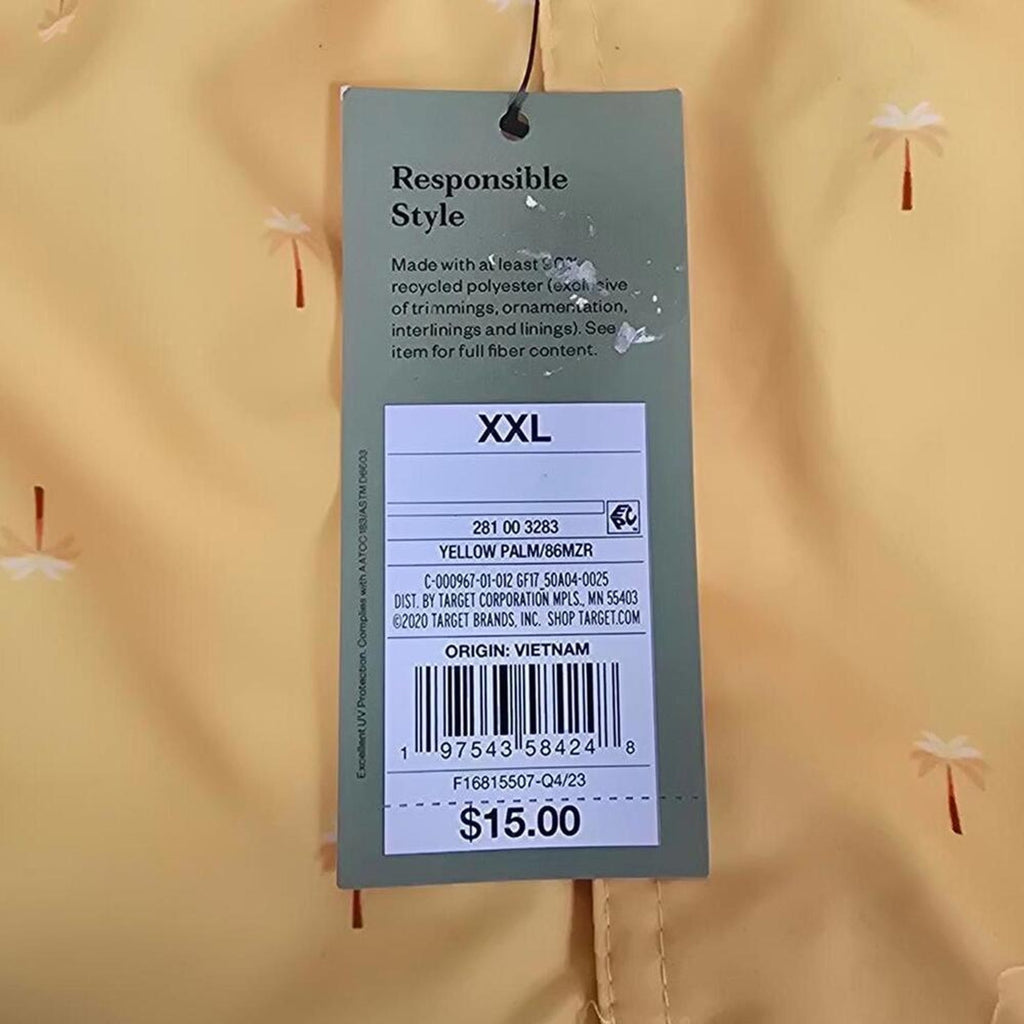 Responsible
Style
Made with at least 90%
recycled polyester (exclusive
of trimmings, ornamentation,
interlinings and linings). See
item for full fiber content.
XXL
EPC
281 00 3283
YELLOW PALM/86MZR
C-000967-01-012 GF17_50A04-0025
DIST. BY TARGET CORPORATION MPLS., MN 55403
©2020 TARGET BRANDS, INC. SHOP TARGET.COM
ORIGIN: VIETNAM
1 97543 58424 8
F16815507-Q4/23
$15.00
Excellent UV Protection. Complies with AATCC 183/ASTM D6603